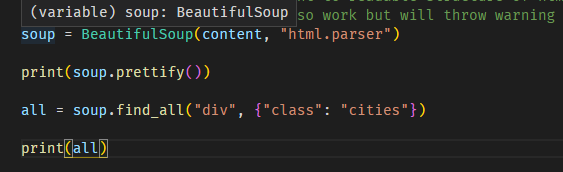 (variable) soup: BeautifulSoup
so work but will throw warning
soup = BeautifulSoup(content, "html.parser")
print(soup.prettify())
all = soup.find_all("div", {"class": "cities"})
print(all)